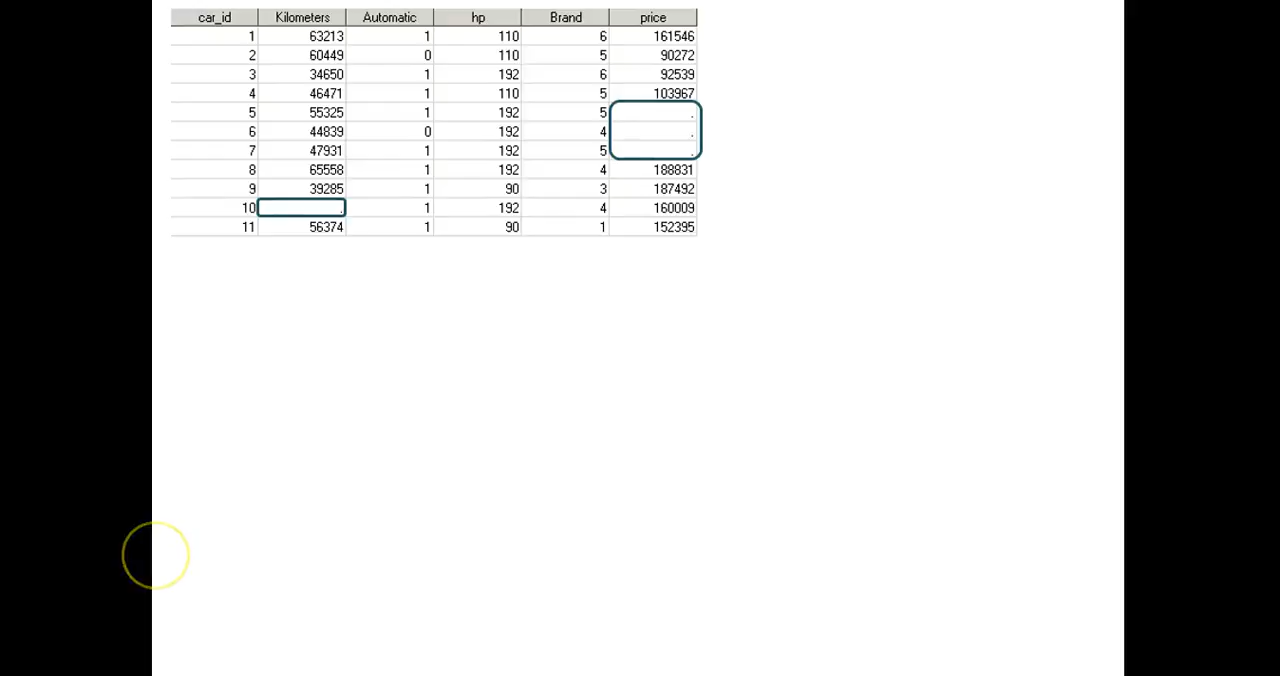 car_id Kilometers Automatic hp Brand price
1 63213 1 110 6 161546
2 60449 0 110 5 90272
3 34650 1 192 6 92539
4 46471 1 110 5 103967
5 55325 1 192 5 .
6 44839 0 192 4 .
7 47931 1 192 5 .
8 65558 1 192 4 188831
9 39285 1 90 3 187492
10 . 1 192 4 160009
11 56374 1 90 1 152395